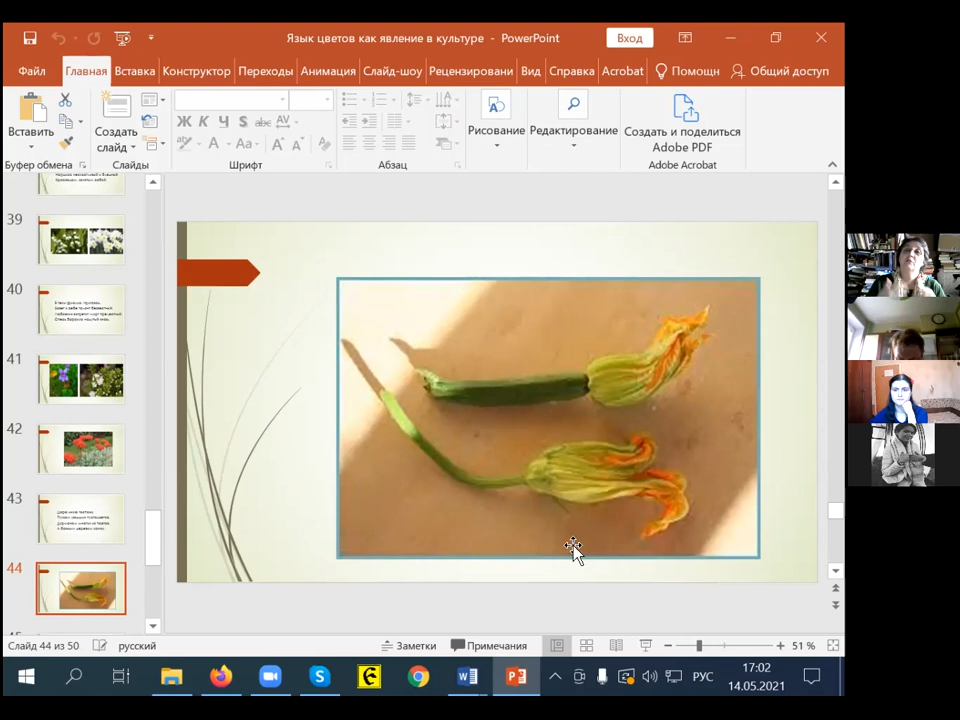 Язык цветов как явление в культуре - PowerPoint
Вход
Файл
Главная
Вставка
Конструктор
Переходы
Анимация
Слайд-шоу
Рецензировани
Вид
Справка
Acrobat
Помощн
Общий доступ
Вставить
Создать
слайд
Ж К Ч S abc AV
A Aa A A
Рисование
Редактирование
Создать и поделиться
Adobe PDF
Буфер обмена
Слайды
Шрифт
Абзац
Adobe Acrobat
39
40
41
42
43
44
Слайд 44 из 50
русский
Заметки
Примечания
51 %
РУС
17:02
14.05.2021